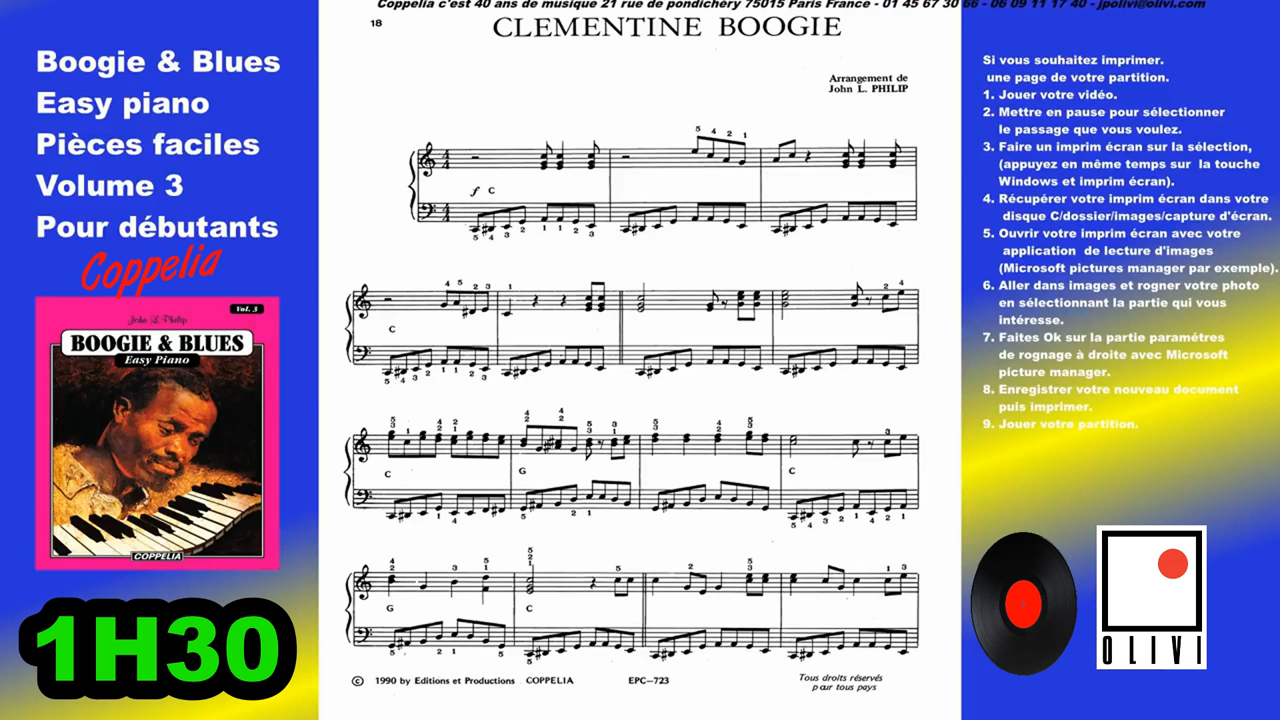 Coppelia c'est 40 ans de musique 21 rue de pondichéry 75015 Paris France - 01 45 67 30 66 - 06 09 11 17 40 - jpolivi@olivi.com
Boogie & Blues
Easy piano
Pièces faciles
Volume 3
Pour débutants
Coppelia
Vol. 3
John L. Philip
BOOGIE & BLUES
Easy Piano
COPPELIA
1H30
18
CLEMENTINE BOOGIE
Arrangement de
John L. PHILIP
f C
C
C G C
G C
© 1990 by Editions et Productions COPPELIA EPC-723
Tous droits réservés
pour tous pays
Si vous souhaitez imprimer.
une page de votre partition.
1. Jouer votre vidéo.
2. Mettre en pause pour sélectionner
le passage que vous voulez.
3. Faire un imprim écran sur la sélection,
(appuyez en même temps sur la touche
Windows et imprim écran).
4. Récupérer votre imprim écran dans votre
disque C/dossier/images/capture d'écran.
5. Ouvrir votre imprim écran avec votre
application de lecture d'images
(Microsoft pictures manager par exemple).
6. Aller dans images et rogner votre photo
en sélectionnant la partie qui vous
intéresse.
7. Faites Ok sur la partie paramétres
de rognage à droite avec Microsoft
picture manager.
8. Enregistrer votre nouveau document
puis imprimer.
9. Jouer votre partition.
OLIVI